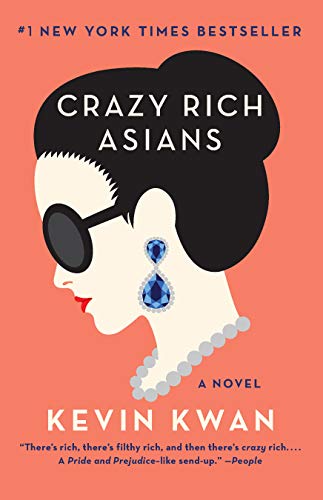 #1 NEW YORK TIMES BESTSELLER
CRAZY RICH
ASIANS
A NOVEL
KEVIN KWAN
“There’s rich, there’s filthy rich, and then there’s crazy rich....
A Pride and Prejudice–like send-up.” —People